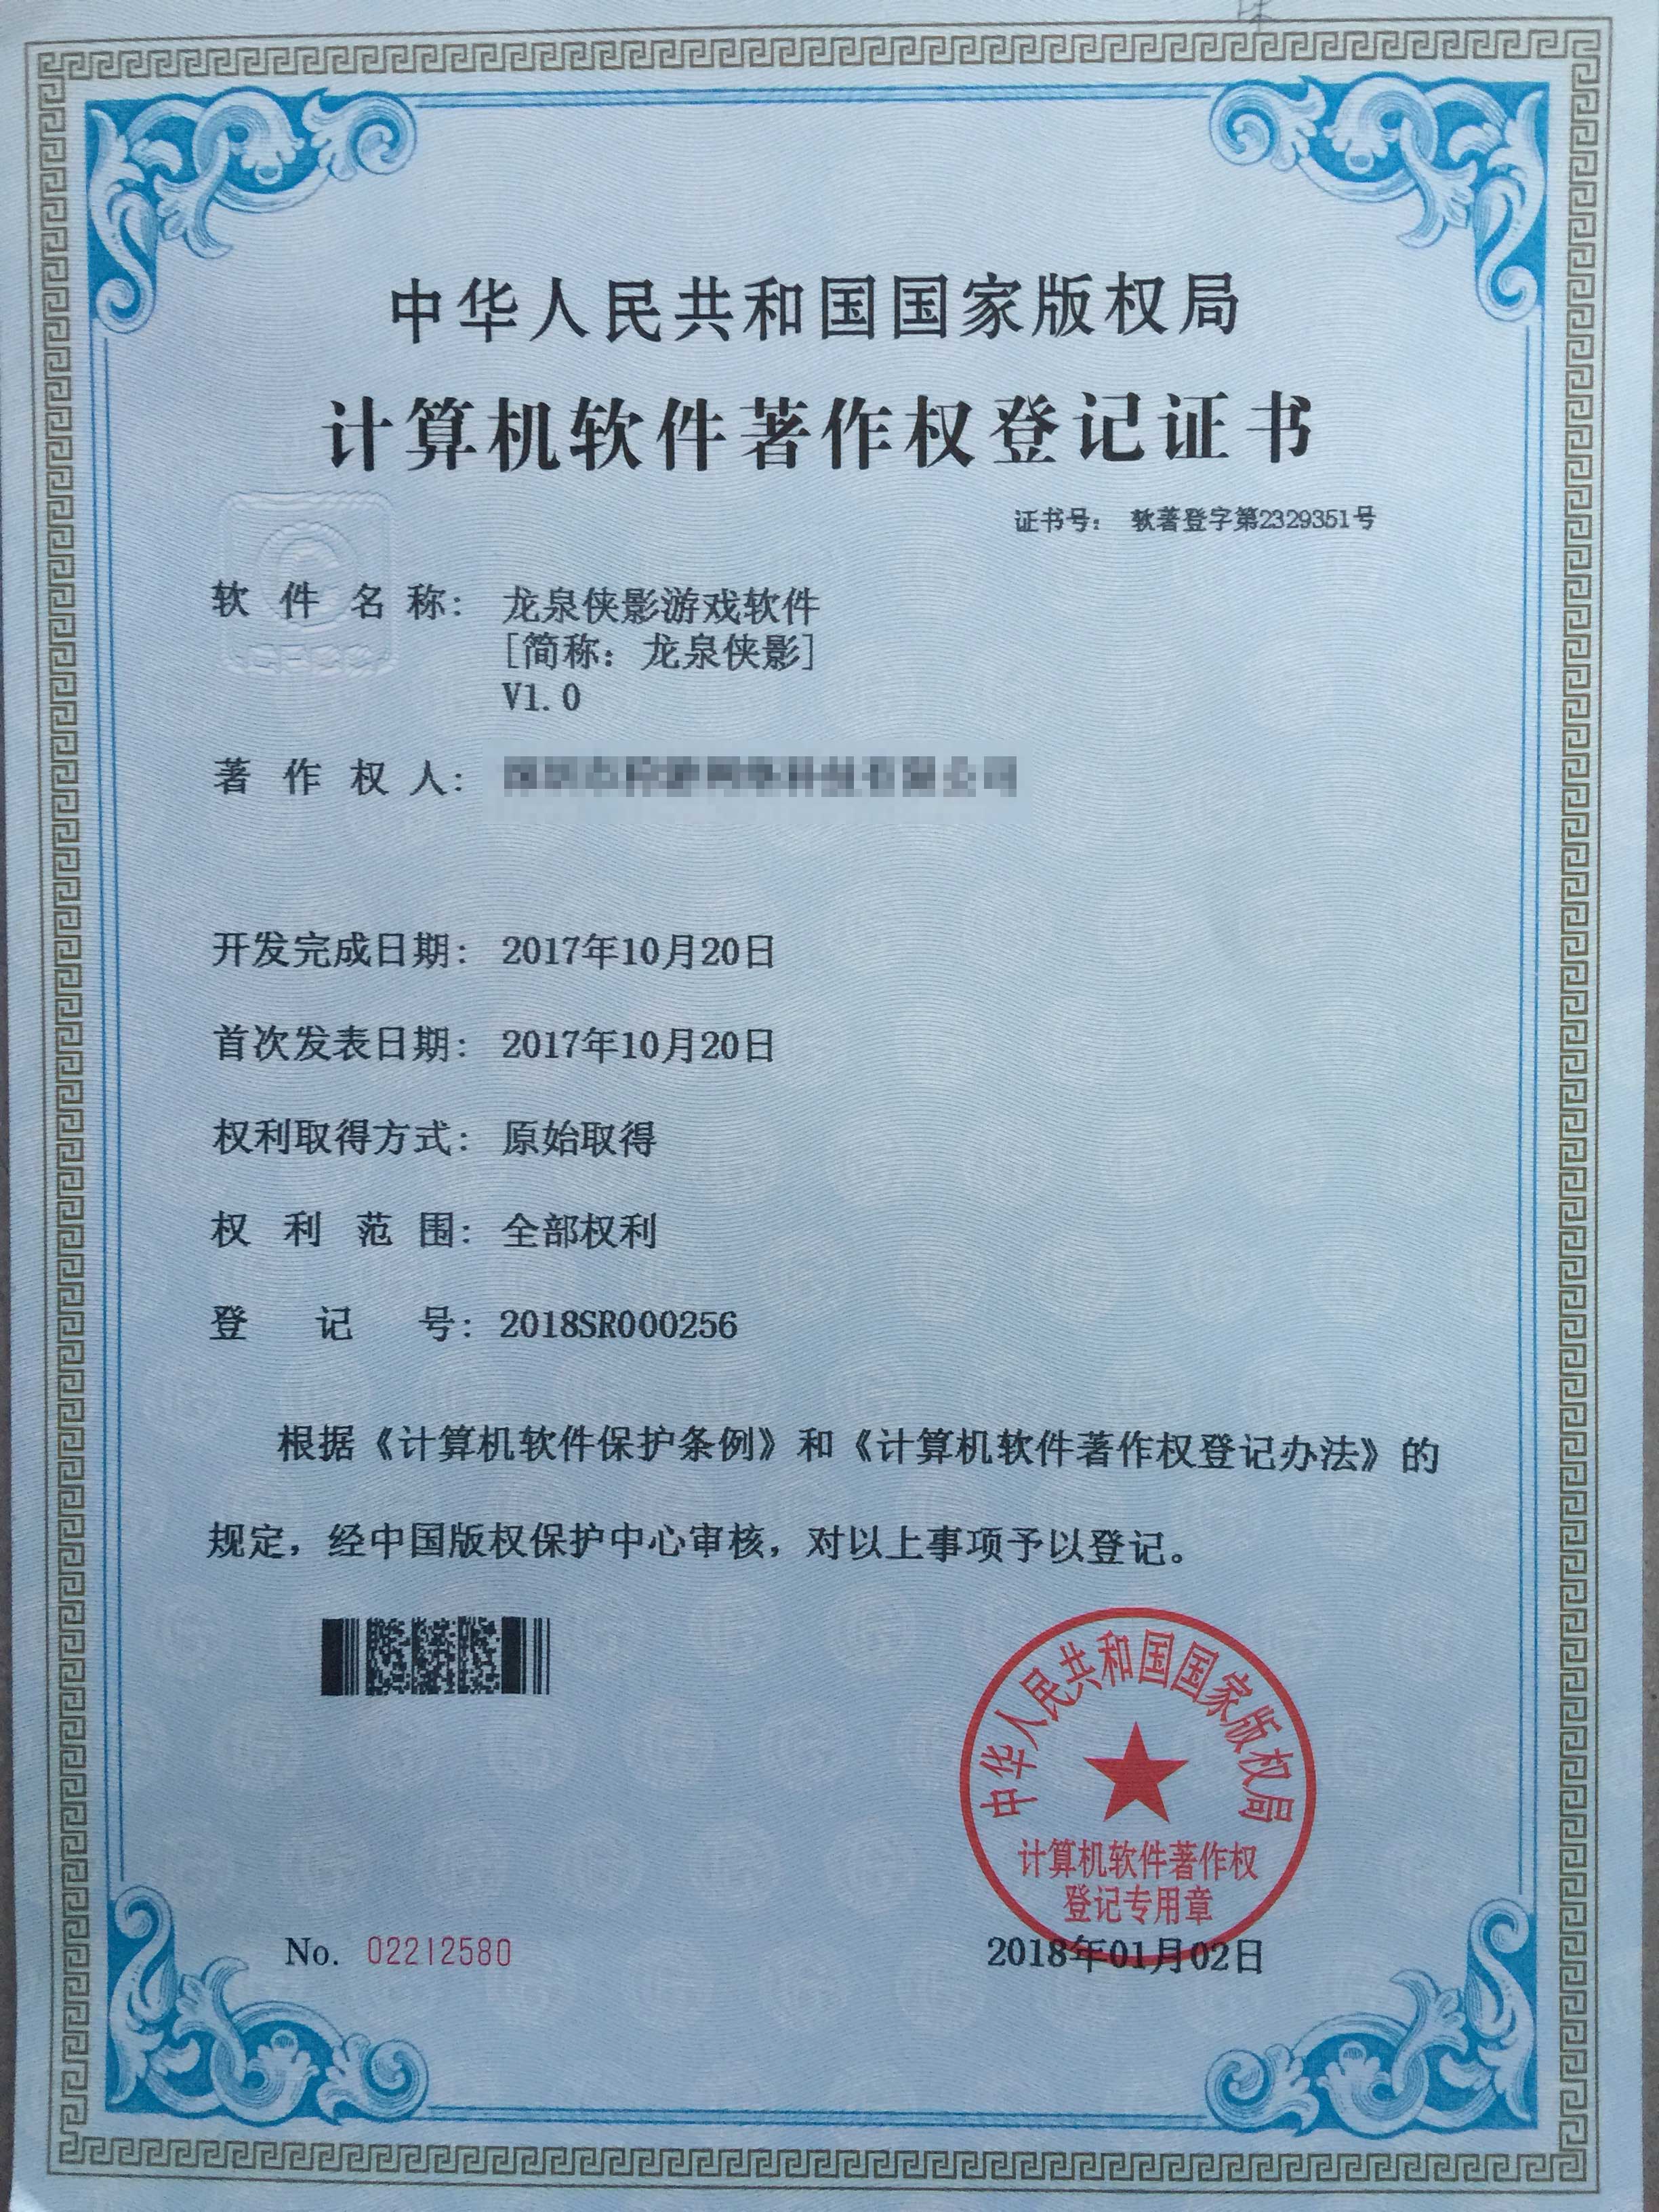 中华人民共和国国家版权局
计算机软件著作权登记证书
证书号： 软著登字第2329351号
软件名称： 龙泉侠影游戏软件
[简称：龙泉侠影]
V1.0
著作权人：
开发完成日期： 2017年10月20日
首次发表日期： 2017年10月20日
权利取得方式： 原始取得
权利范围： 全部权利
登记号： 2018SR000256
根据《计算机软件保护条例》和《计算机软件著作权登记办法》的
规定，经中国版权保护中心审核，对以上事项予以登记。
中华人民共和国国家版权局
计算机软件著作权
登记专用章
No. 02212580
2018年01月02日